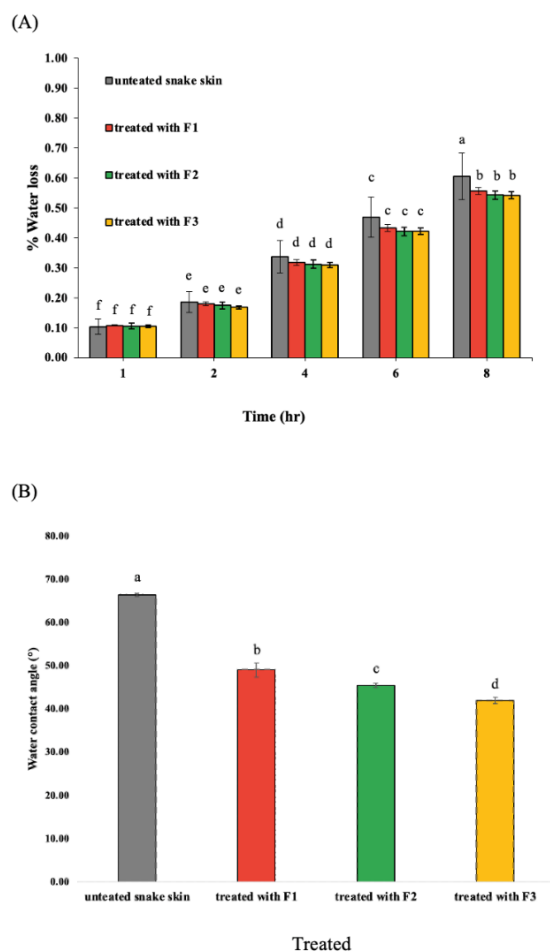 (A)
1.00
0.90
0.80
0.70
0.60
0.50
0.40
0.30
0.20
0.10
0.00
% Water loss
unteated snake skin
treated with F1
treated with F2
treated with F3
f f f f
e e e e
d d d d
c c c c
a b b b
1 2 4 6 8
Time (hr)
(B)
80.00
70.00
60.00
50.00
40.00
30.00
20.00
10.00
0.00
Water contact angle (°)
a
b
c
d
unteated snake skin treated with F1 treated with F2 treated with F3
Treated